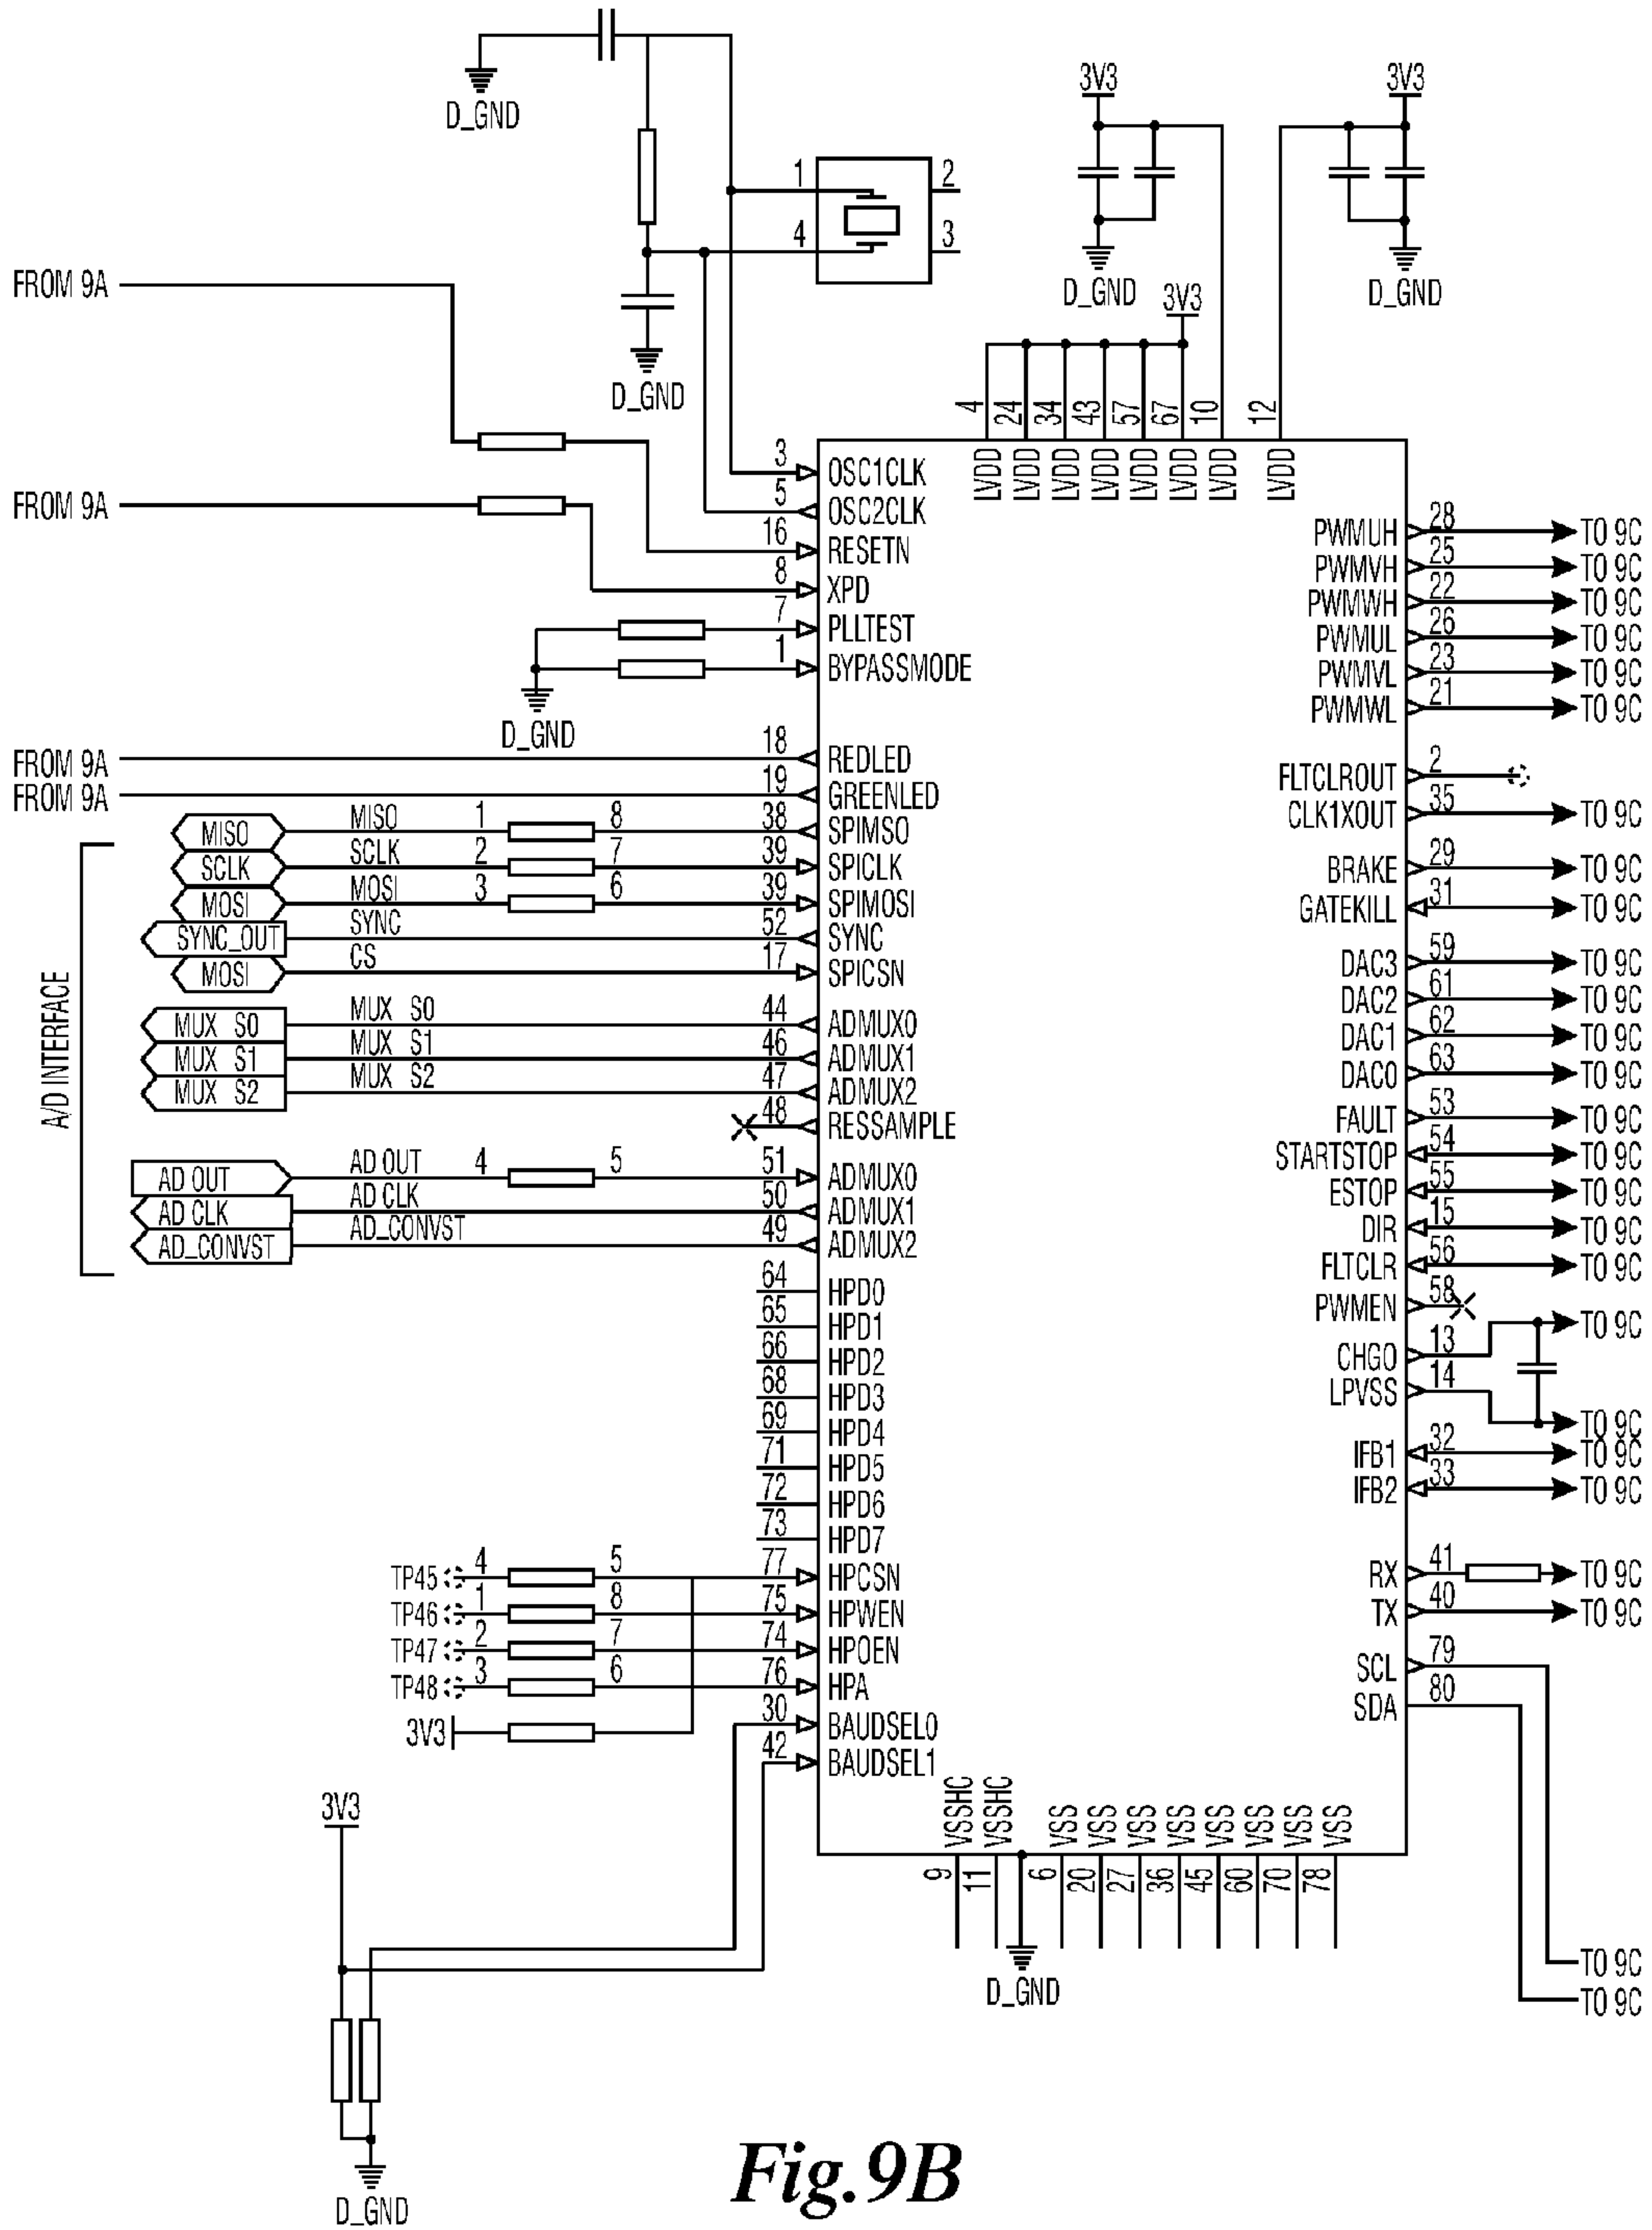 D_GND
3V3
3V3
1
2
4
3
D_GND
D_GND
3V3
FROM 9A
D_GND
4
24
34
43
57
67
10
12
LVDD
LVDD
LVDD
LVDD
LVDD
LVDD
LVDD
LVDD
FROM 9A
3 OSC1CLK
5 OSC2CLK
16 RESETN
8 XPD
7 PLLTEST
1 BYPASSMODE
D_GND
FROM 9A 18 REDLED
FROM 9A 19 GREENLED
A/D INTERFACE
MISO MISO 1 8 38 SPIMSO
SCLK SCLK 2 7 39 SPICLK
MOSI MOSI 3 6 39 SPIMOSI
SYNC_OUT SYNC 52 SYNC
MOSI CS 17 SPICSN
MUX S0 MUX S0 44 ADMUX0
MUX S1 MUX S1 46 ADMUX1
MUX S2 MUX S2 47 ADMUX2
48 RESSAMPLE
AD OUT AD OUT 4 5 51 ADMUX0
AD CLK AD CLK 50 ADMUX1
AD_CONVST AD_CONVST 49 ADMUX2
64 HPD0
65 HPD1
66 HPD2
68 HPD3
69 HPD4
71 HPD5
72 HPD6
73 HPD7
TP45 4 5 77 HPCSN
TP46 1 8 75 HPWEN
TP47 2 7 74 HPOEN
TP48 3 6 76 HPA
3V3
30 BAUDSEL0
42 BAUDSEL1
3V3
D_GND
PWMUH 28 TO 9C
PWMVH 25 TO 9C
PWMWH 22 TO 9C
PWMUL 26 TO 9C
PWMVL 23 TO 9C
PWMWL 21 TO 9C
FLTCLROUT 2
CLK1XOUT 35 TO 9C
BRAKE 29 TO 9C
GATEKILL 31 TO 9C
DAC3 59 TO 9C
DAC2 61 TO 9C
DAC1 62 TO 9C
DAC0 63 TO 9C
FAULT 53 TO 9C
STARTSTOP 54 TO 9C
ESTOP 55 TO 9C
DIR 15 TO 9C
FLTCLR 56 TO 9C
PWMEN 58
CHGO 13 TO 9C
LPVSS 14 TO 9C
IFB1 32 TO 9C
IFB2 33 TO 9C
RX 41 TO 9C
TX 40 TO 9C
SCL 79 TO 9C
SDA 80 TO 9C
VSSHC
VSSHC
VSS
VSS
VSS
VSS
VSS
VSS
VSS
VSS
9
11
6
20
27
36
45
60
70
78
D_GND
Fig.9B